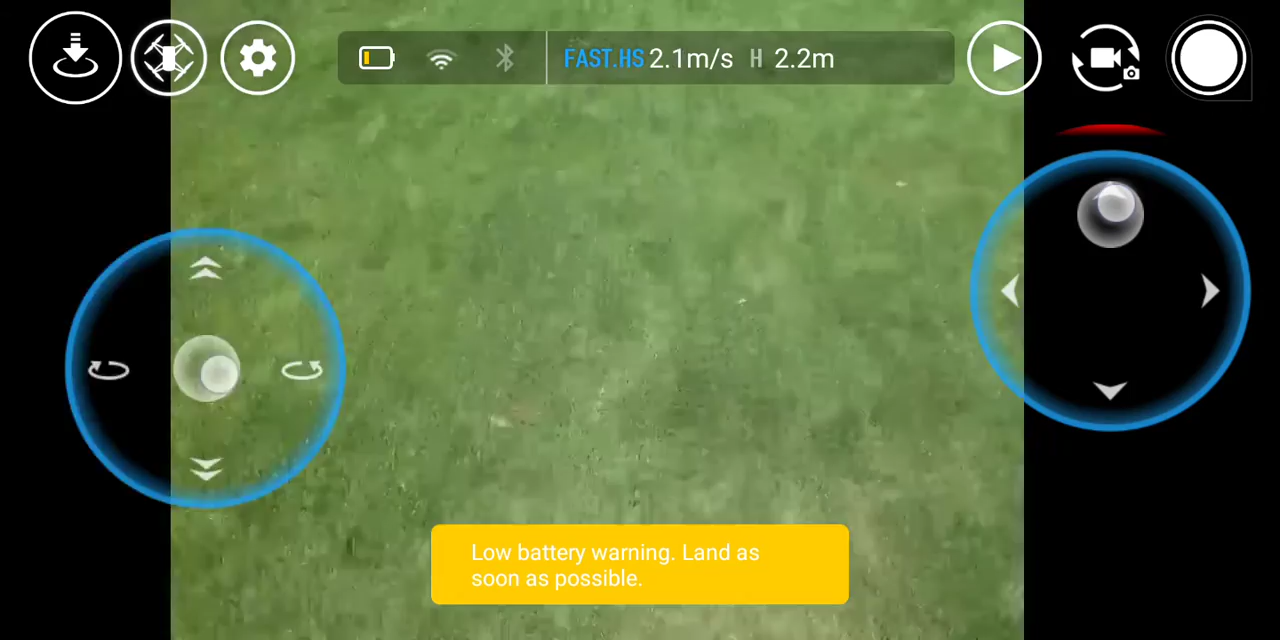 FAST.HS 2.1m/s H 2.2m
Low battery warning. Land as
soon as possible.